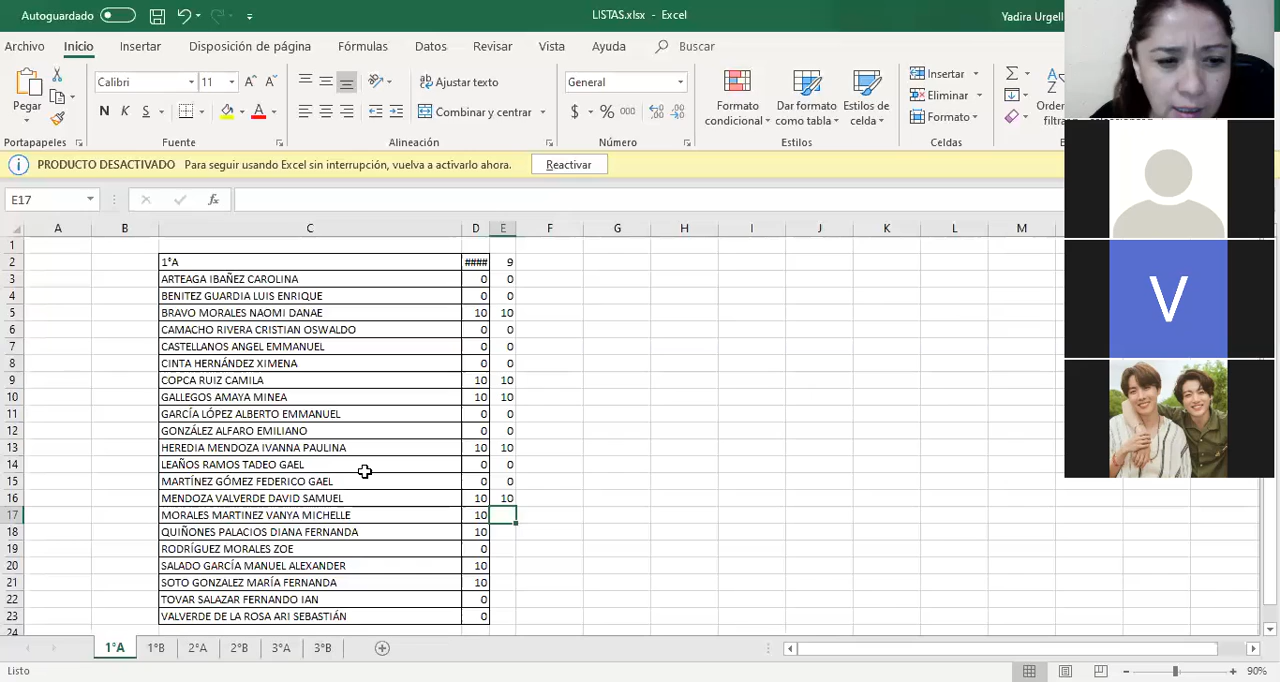 Autoguardado LISTAS.xlsx - Excel Yadira Urgell
Archivo Inicio Insertar Disposición de página Fórmulas Datos Revisar Vista Ayuda Buscar
Pegar Calibri 11 A A Ajustar texto General Insertar
N K S A Combinar y centrar $ % 000 Formato condicional Dar formato como tabla Estilos de celda Eliminar Formato Orde filtra
Portapapeles Fuente Alineación Número Estilos Celdas
PRODUCTO DESACTIVADO Para seguir usando Excel sin interrupción, vuelva a activarlo ahora. Reactivar
E17 fx
A B C D E F G H I J K L M
1
2 1°A #### 9
3 ARTEAGA IBAÑEZ CAROLINA 0 0
4 BENITEZ GUARDIA LUIS ENRIQUE 0 0
5 BRAVO MORALES NAOMI DANAE 10 10
6 CAMACHO RIVERA CRISTIAN OSWALDO 0 0
7 CASTELLANOS ANGEL EMMANUEL 0 0
8 CINTA HERNÁNDEZ XIMENA 0 0
9 COPCA RUIZ CAMILA 10 10
10 GALLEGOS AMAYA MINEA 10 10
11 GARCÍA LÓPEZ ALBERTO EMMANUEL 0 0
12 GONZÁLEZ ALFARO EMILIANO 0 0
13 HEREDIA MENDOZA IVANNA PAULINA 10 10
14 LEAÑOS RAMOS TADEO GAEL 0 0
15 MARTÍNEZ GÓMEZ FEDERICO GAEL 0 0
16 MENDOZA VALVERDE DAVID SAMUEL 10 10
17 MORALES MARTINEZ VANYA MICHELLE 10
18 QUIÑONES PALACIOS DIANA FERNANDA 10
19 RODRÍGUEZ MORALES ZOE 0
20 SALADO GARCÍA MANUEL ALEXANDER 10
21 SOTO GONZALEZ MARÍA FERNANDA 10
22 TOVAR SALAZAR FERNANDO IAN 0
23 VALVERDE DE LA ROSA ARI SEBASTIÁN 0
24
1°A 1°B 2°A 2°B 3°A 3°B
Listo 90%
V